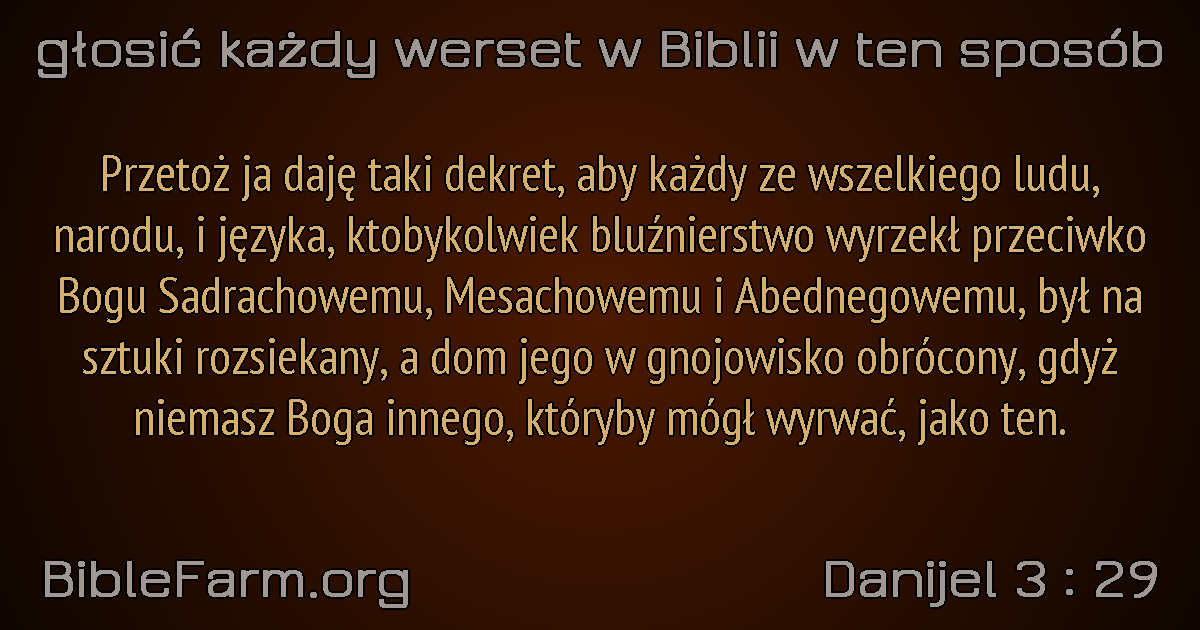 głosić każdy werset w Biblii w ten sposób
Przetoż ja daję taki dekret, aby każdy ze wszelkiego ludu,
narodu, i języka, ktobykolwiek bluźnierstwo wyrzekł przeciwko
Bogu Sadrachowemu, Mesachowemu i Abednegowemu, był na
sztuki rozsiekany, a dom jego w gnojowisko obrócony, gdyż
niemasz Boga innego, któryby mógł wyrwać, jako ten.
BibleFarm.org
Danijel 3 : 29